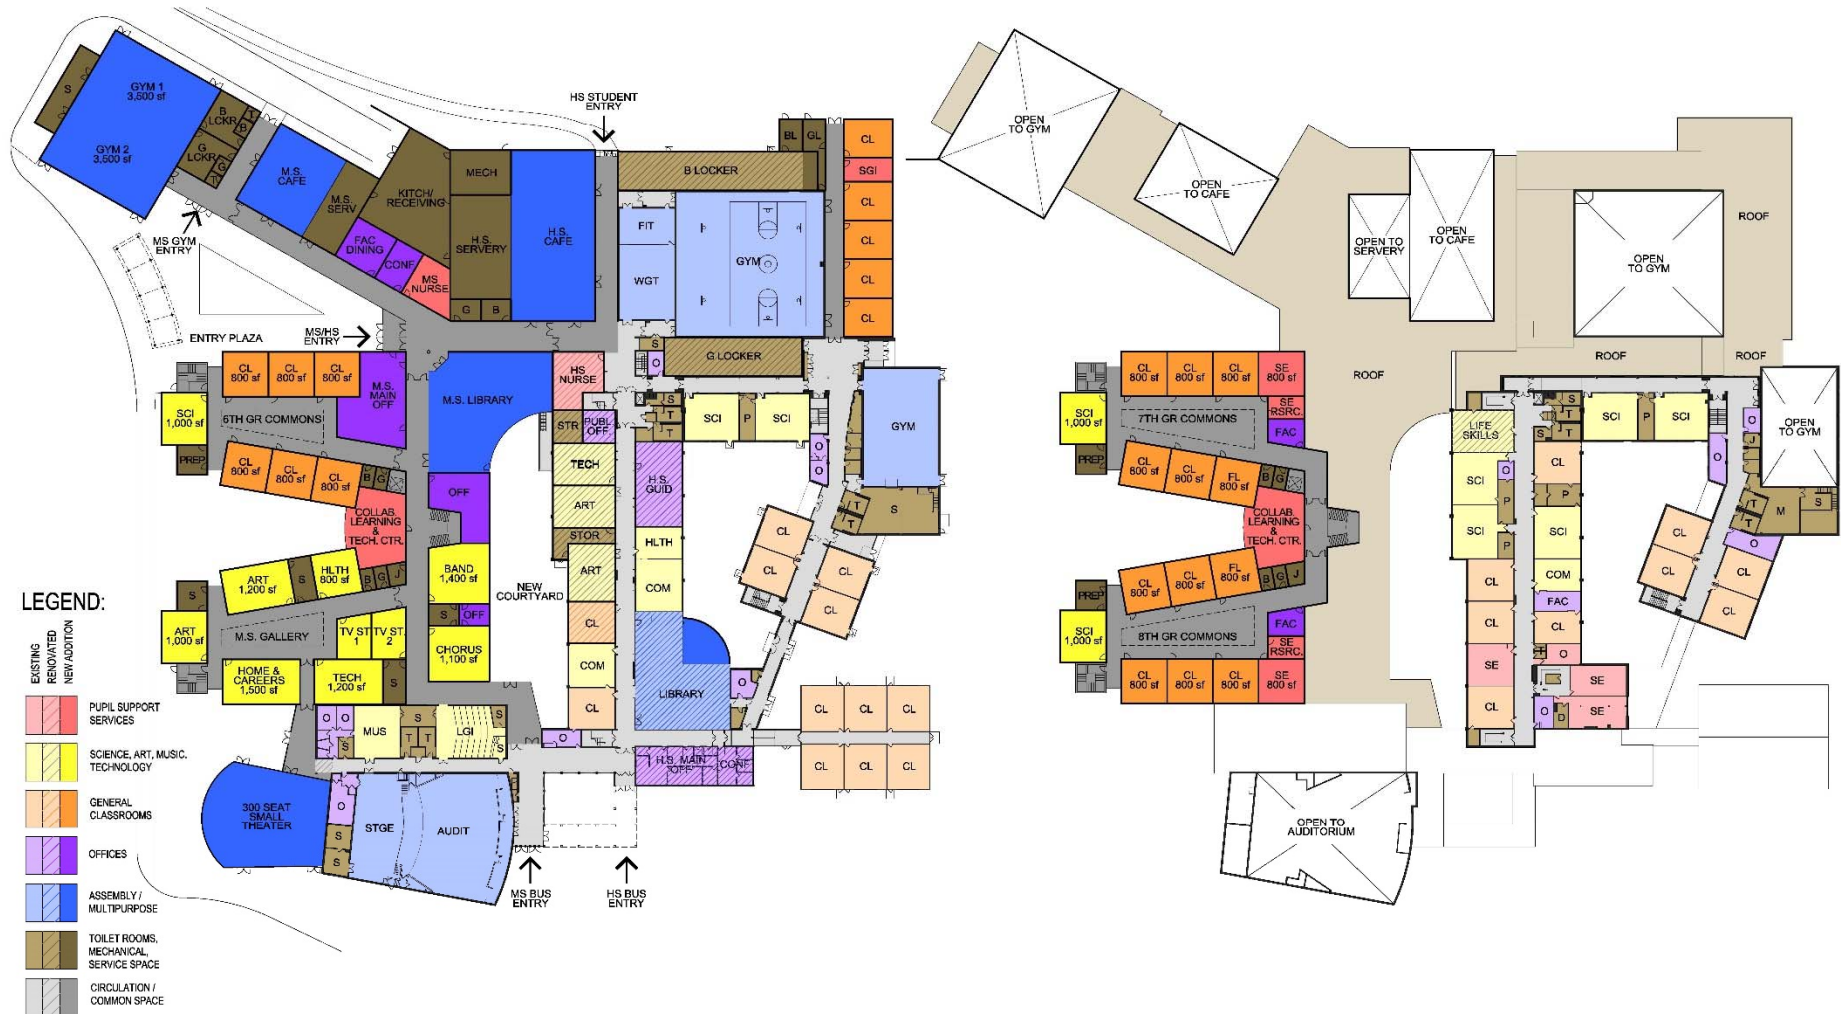 GYM 1
3,500 sf
GYM 2
3,500 sf
S
B
LCKR
T
B
G
LCKR
G
T
MS GYM
ENTRY
M.S.
CAFE
M.S.
SERV
KITCH/
RECEIVING
FAC
DINING
CONF
MS
NURSE
MECH
H.S.
SERVERY
G
B
H.S.
CAFE
HS STUDENT
ENTRY
B LOCKER
BL
GL
CL
SGI
CL
CL
CL
CL
FIT
WGT
GYM
S
O
G LOCKER
ENTRY PLAZA
MS/HS
ENTRY
CL
800 sf
CL
800 sf
CL
800 sf
M.S.
MAIN
OFF
SCI
1,000 sf
6TH GR COMMONS
PREP
CL
800 sf
CL
800 sf
CL
800 sf
B
G
COLLAB.
LEARNING
&
TECH. CTR.
M.S. LIBRARY
OFF
HS
NURSE
STR
PUBL.
OFF
TECH
ART
STOR
ART
CL
COM
CL
S
T
T
SCI
P
SCI
O
O
GYM
H.S.
GUID
HLTH
COM
LIBRARY
T
T
S
CL
CL
CL
CL
ART
1,200 sf
S
HLTH
800 sf
B
G
J
S
ART
1,000 sf
M.S. GALLERY
TV ST.
1
TV ST.
2
HOME &
CAREERS
1,500 sf
TECH
1,200 sf
S
BAND
1,400 sf
S
OFF
CHORUS
1,100 sf
NEW
COURTYARD
O
O
S
MUS
S
T
T
LGI
S
S
O
O
P
H.S. MAIN
OFF
CONF
CL
CL
CL
CL
CL
CL
300 SEAT
SMALL
THEATER
O
S
S
STGE
AUDIT
MS BUS
ENTRY
HS BUS
ENTRY
LEGEND:
EXISTING
RENOVATED
NEW ADDITION
PUPIL SUPPORT
SERVICES
SCIENCE, ART, MUSIC.
TECHNOLOGY
GENERAL
CLASSROOMS
OFFICES
ASSEMBLY /
MULTIPURPOSE
TOILET ROOMS,
MECHANICAL,
SERVICE SPACE
CIRCULATION /
COMMON SPACE
OPEN
TO GYM
OPEN
TO CAFE
OPEN TO
SERVERY
OPEN
TO CAFE
OPEN
TO GYM
ROOF
ROOF
ROOF
ROOF
OPEN
TO GYM
CL
800 sf
CL
800 sf
CL
800 sf
SE
800 sf
SCI
1,000 sf
7TH GR COMMONS
SE
RSRC.
FAC
PREP
CL
800 sf
CL
800 sf
FL
800 sf
B
G
COLLAB.
LEARNING
&
TECH. CTR.
CL
800 sf
CL
800 sf
FL
800 sf
B
G
J
PREP
SCI
1,000 sf
8TH GR COMMONS
FAC
SE
RSRC.
CL
800 sf
CL
800 sf
CL
800 sf
SE
800 sf
LIFE
SKILLS
S
T
S
T
SCI
P
SCI
SCI
O
P
SCI
P
CL
P
SCI
COM
FAC
CL
O
CL
CL
SE
CL
SE
SE
O
D
O
J
O
T
T
M
S
O
CL
CL
CL
CL
OPEN TO
AUDITORIUM